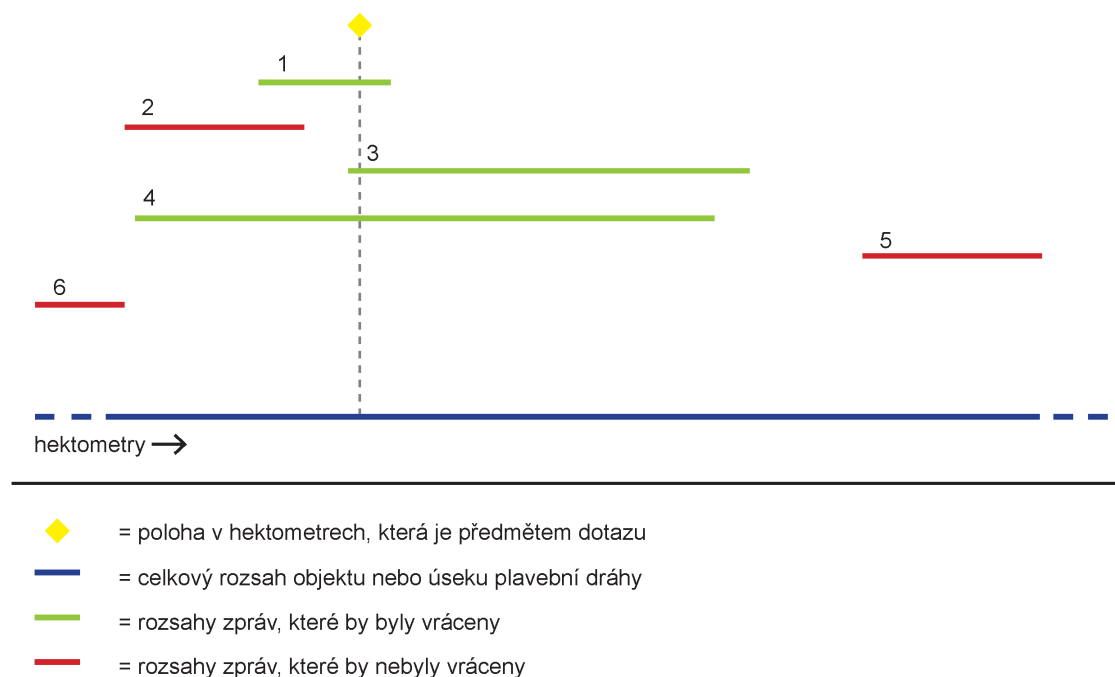 1
2
3
4
5
6
hektometry
= poloha v hektometrech, která je předmětem dotazu
= celkový rozsah objektu nebo úseku plavební dráhy
= rozsahy zpráv, které by byly vráceny
= rozsahy zpráv, které by nebyly vráceny